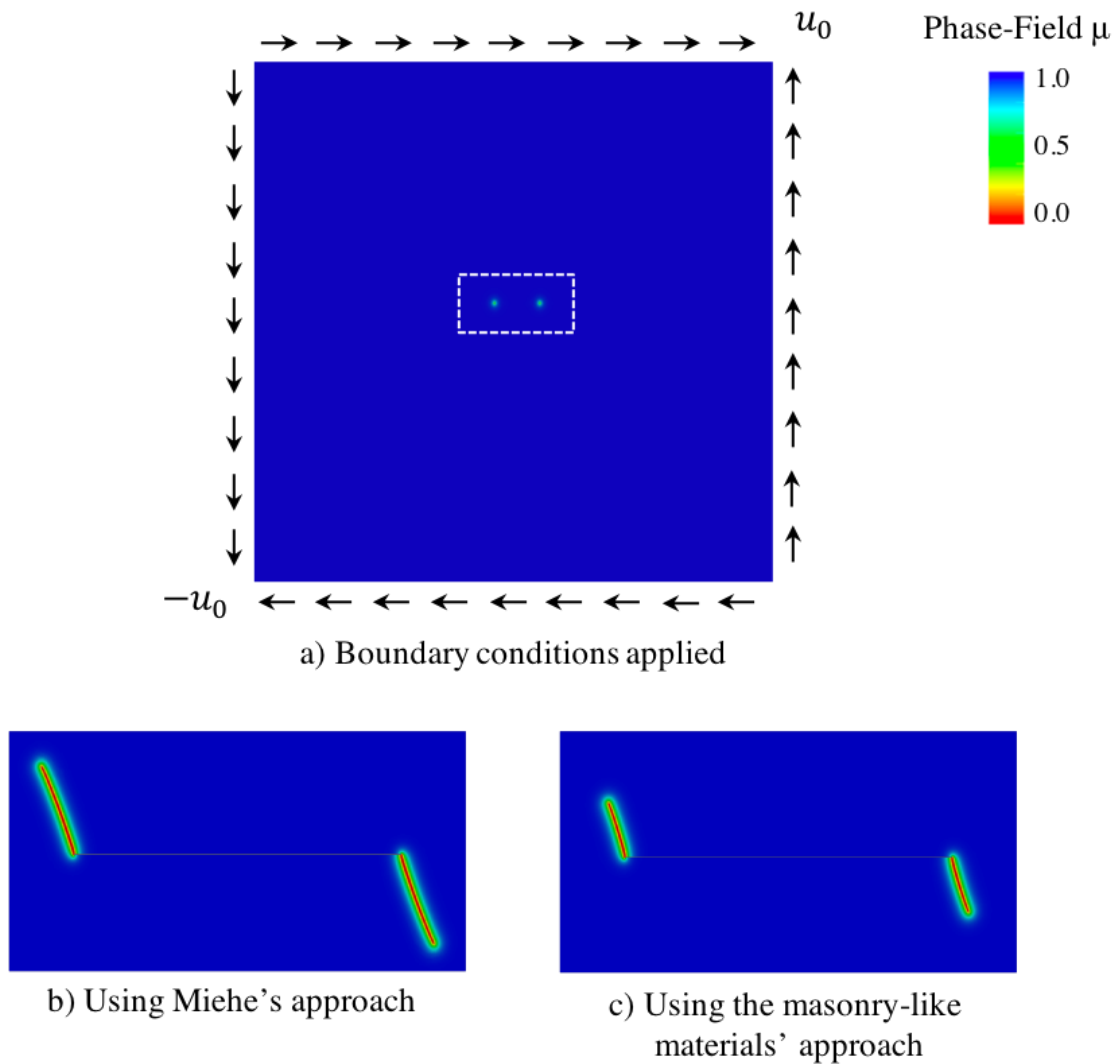 u₀
Phase-Field μ
1.0
0.5
0.0
−u₀
a) Boundary conditions applied
b) Using Miehe's approach
c) Using the masonry-like
materials' approach